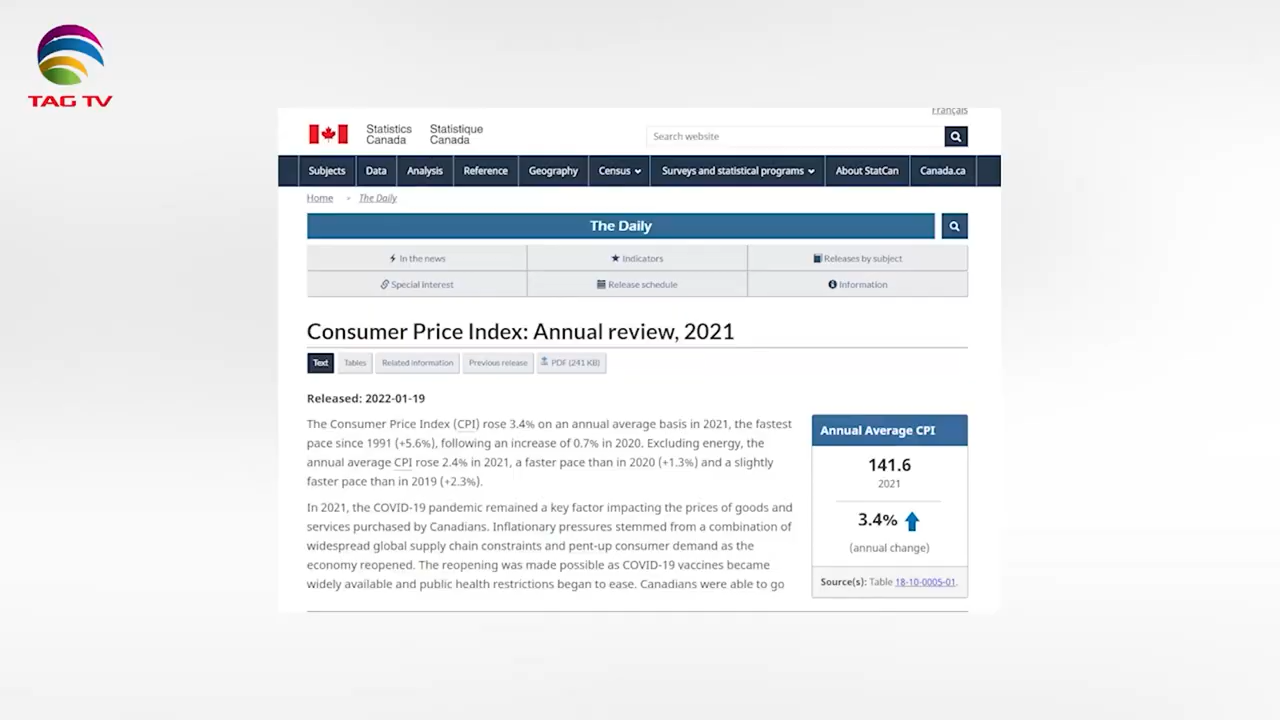 TAG TV
Français
Statistics Canada
Statistique Canada
Search website
Subjects
Data
Analysis
Reference
Geography
Census
Surveys and statistical programs
About StatCan
Canada.ca
Home > The Daily
The Daily
In the news
Indicators
Releases by subject
Special interest
Release schedule
Information
Consumer Price Index: Annual review, 2021
Text
Tables
Related information
Previous release
PDF (241 KB)
Released: 2022-01-19
The Consumer Price Index (CPI) rose 3.4% on an annual average basis in 2021, the fastest
pace since 1991 (+5.6%), following an increase of 0.7% in 2020. Excluding energy, the
annual average CPI rose 2.4% in 2021, a faster pace than in 2020 (+1.3%) and a slightly
faster pace than in 2019 (+2.3%).
In 2021, the COVID-19 pandemic remained a key factor impacting the prices of goods and
services purchased by Canadians. Inflationary pressures stemmed from a combination of
widespread global supply chain constraints and pent-up consumer demand as the
economy reopened. The reopening was made possible as COVID-19 vaccines became
widely available and public health restrictions began to ease. Canadians were able to go
Annual Average CPI
141.6
2021
3.4%
(annual change)
Source(s): Table 18-10-0005-01.